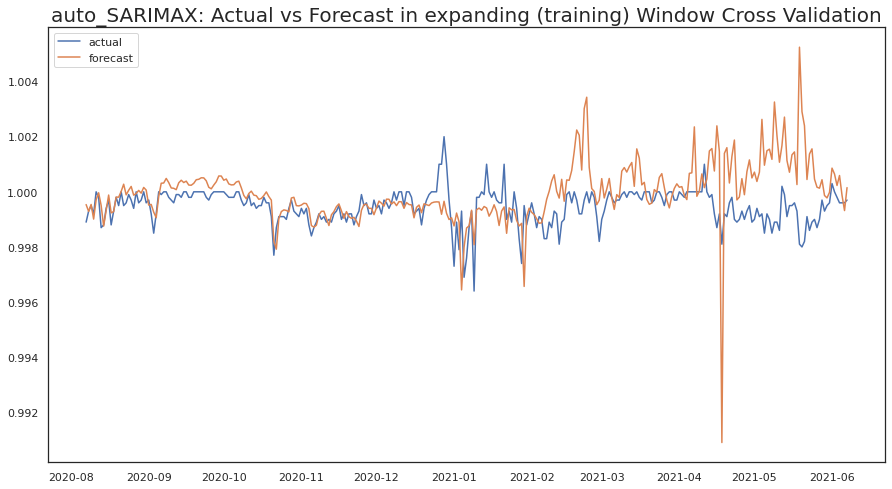 auto_SARIMAX: Actual vs Forecast in expanding (training) Window Cross Validation
actual
forecast
1.004
1.002
1.000
0.998
0.996
0.994
0.992
2020-08 2020-09 2020-10 2020-11 2020-12 2021-01 2021-02 2021-03 2021-04 2021-05 2021-06